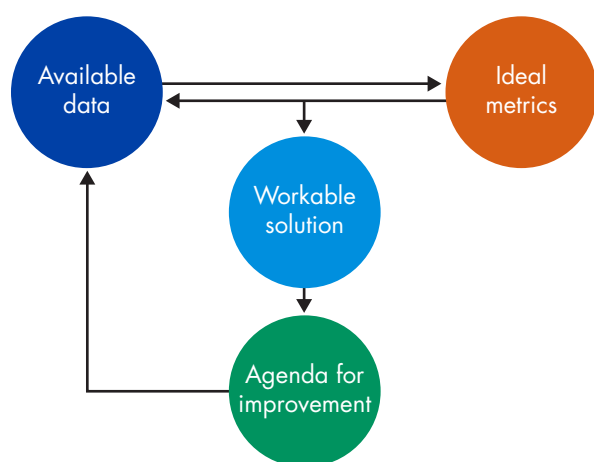 Available
data
Ideal
metrics
Workable
solution
Agenda for
improvement